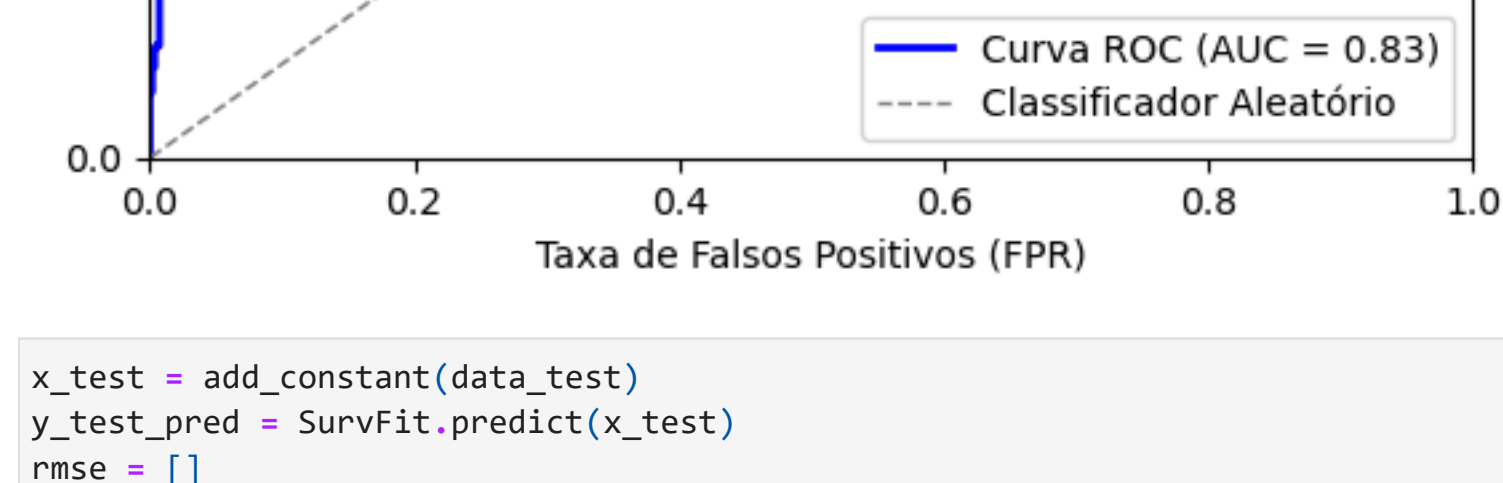 Curva ROC (AUC = 0.83)
Classificador Aleatório
0.0
0.0 0.2 0.4 0.6 0.8 1.0
Taxa de Falsos Positivos (FPR)
x_test = add_constant(data_test)
y_test_pred = SurvFit.predict(x_test)
rmse = []